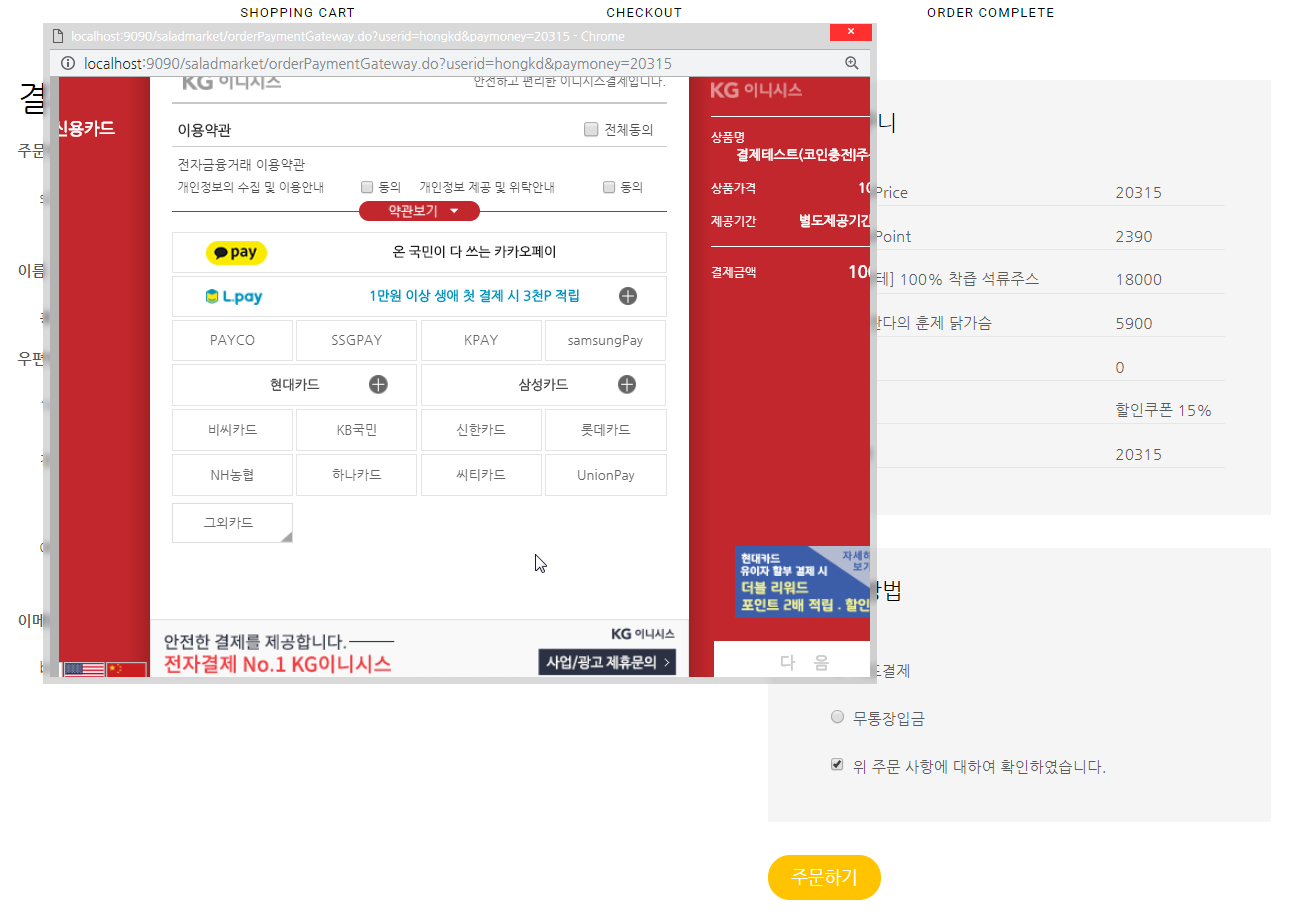 SHOPPING CART
CHECKOUT
ORDER COMPLETE
localhost:9090/saladmarket/orderPaymentGateway.do?userid=hongkd&paymoney=20315 - Chrome
localhost:9090/saladmarket/orderPaymentGateway.do?userid=hongkd&paymoney=20315
KG 이니시스
안전하고 편리한 이니시스결제입니다.
신용카드
이용약관
전체동의
전자금융거래 이용약관
개인정보의 수집 및 이용안내
동의
개인정보 제공 및 위탁안내
동의
약관보기
pay
온 국민이 다 쓰는 카카오페이
L.pay
1만원 이상 생애 첫 결제 시 3천P 적립
PAYCO
SSGPAY
KPAY
samsungPay
현대카드
삼성카드
비씨카드
KB국민
신한카드
롯데카드
NH농협
하나카드
씨티카드
UnionPay
그외카드
안전한 결제를 제공합니다.
전자결제 No.1 KG이니시스
KG 이니시스
사업/광고 제휴문의 >
KG 이니시스
상품명
결제테스트(코인충전|주
상품가격
10
제공기간
별도제공기간
결제금액
100
현대카드
유이자 할부 결제 시
더블 리워드
포인트 2배 적립 . 할인
자세히
보기
다 음
결
주문
이름
우편
이메
니
Price
20315
Point
2390
테] 100% 착즙 석류주스
18000
다의 훈제 닭가슴
5900
0
할인쿠폰 15%
20315
법
드결제
무통장입금
위 주문 사항에 대하여 확인하였습니다.
주문하기